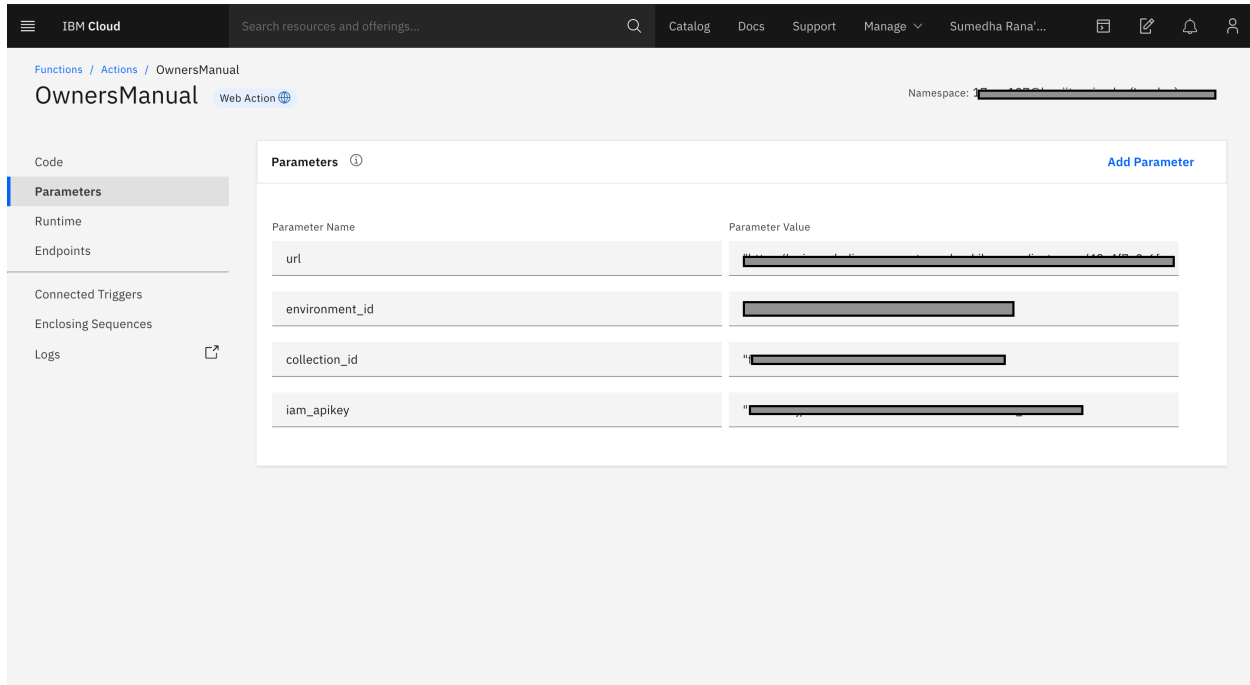 IBM Cloud
Search resources and offerings...
Catalog
Docs
Support
Manage
Sumedha Rana'...
Functions / Actions / OwnersManual
OwnersManual
Web Action
Namespace:
Code
Parameters
Runtime
Endpoints
Connected Triggers
Enclosing Sequences
Logs
Parameters
Add Parameter
Parameter Name
Parameter Value
url
environment_id
collection_id
iam_apikey